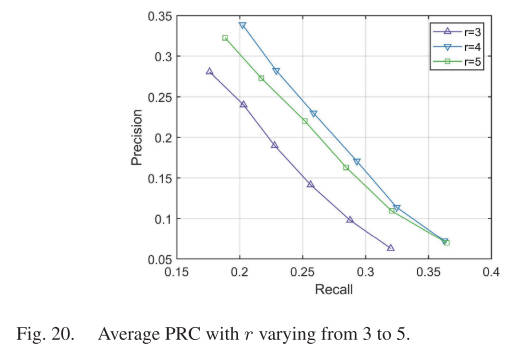 0.35
0.3
0.25
0.2
0.15
0.1
0.05
Precision
r=3
r=4
r=5
0.15 0.2 0.25 0.3 0.35 0.4
Recall
Fig. 20. Average PRC with r varying from 3 to 5.